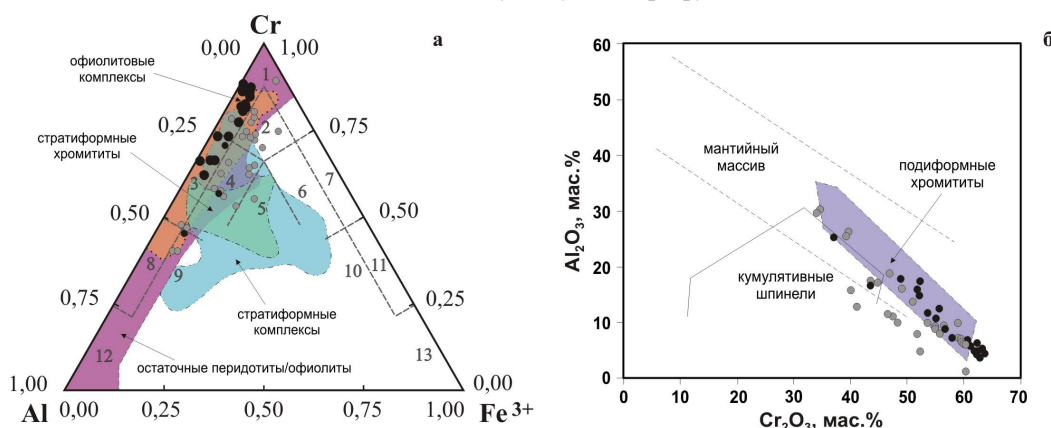 Cr
а
0,00
1,00
офиолитовые
комплексы
0,25
0,75
стратиформные
хромититы
0,50
0,50
0,75
0,25
стратиформные
комплексы
остаточные перидотиты/офиолиты
1,00
0,00
Al
0,00
0,25
0,50
0,75
1.00
Fe 3+
1
2
3
4
5
6
7
8
9
10
11
12
13
б
Al2O3, мас.%
60
50
40
30
20
10
0
мантийный
массив
подиформные
хромититы
кумулятивные
шпинели
0
10
20
30
40
50
60
70
Cr2O3, мас.%